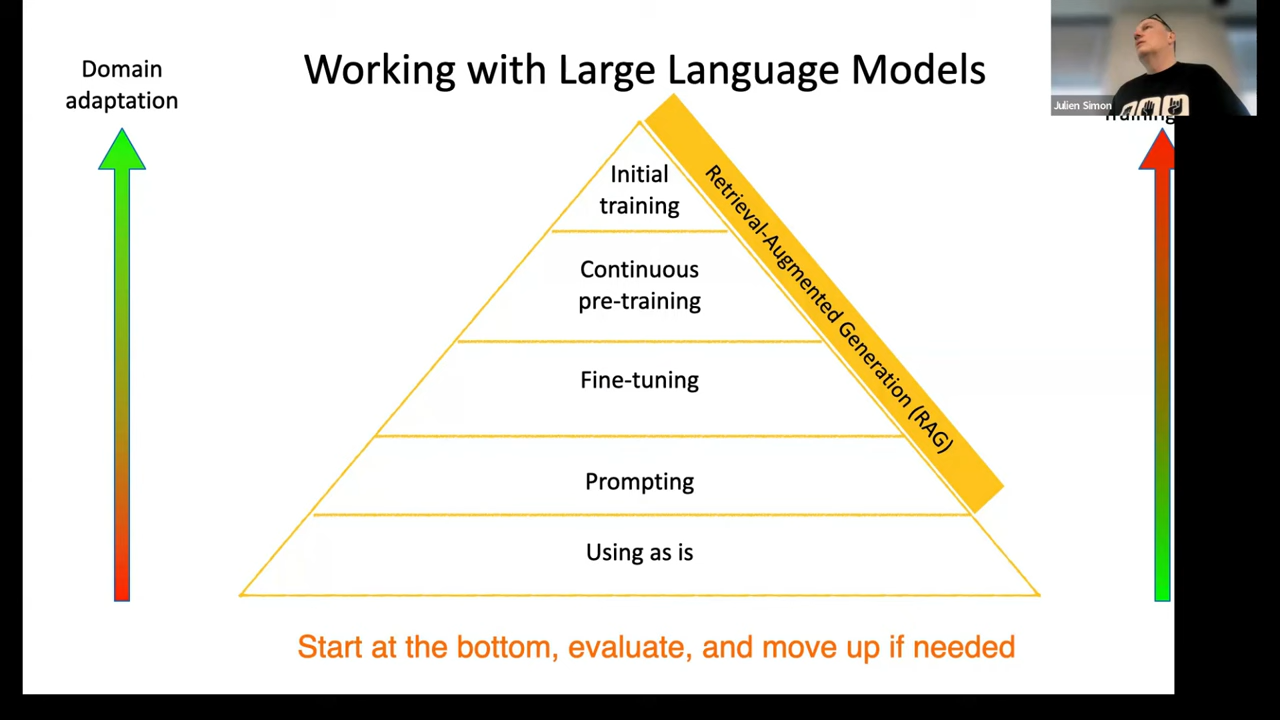 Domain
adaptation
Working with Large Language Models
Julien Simon
Training
Initial
training
Continuous
pre-training
Fine-tuning
Prompting
Using as is
Retrieval-Augmented Generation (RAG)
Start at the bottom, evaluate, and move up if needed